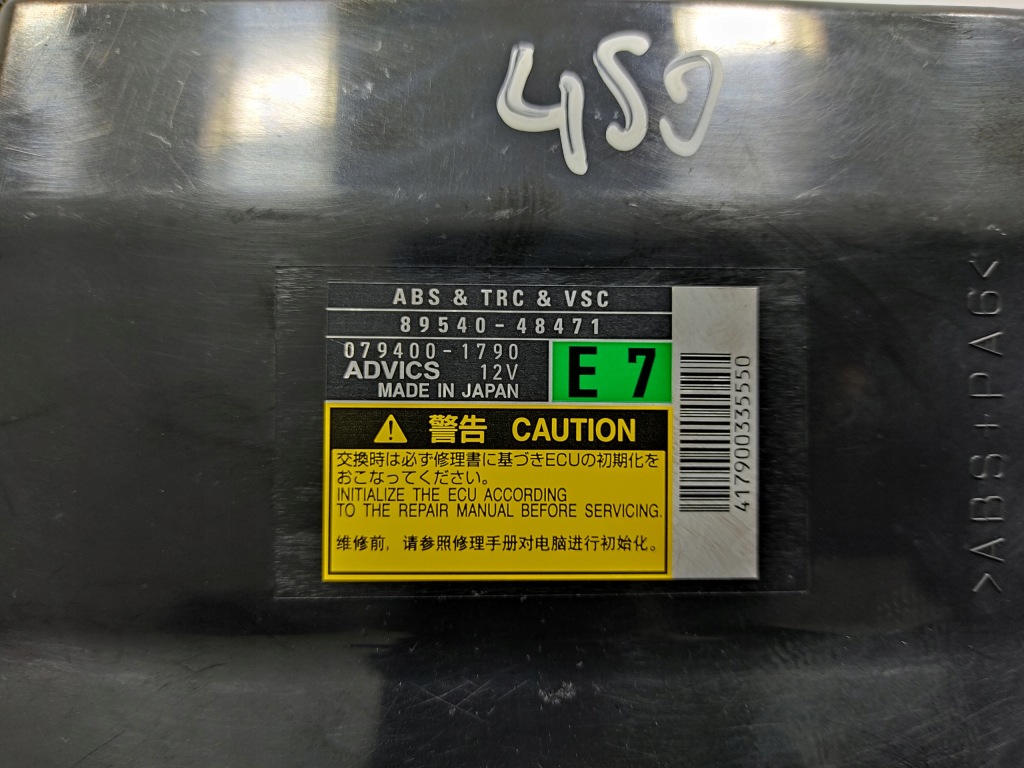 450
ABS & TRC & VSC
89540-48471
079400-1790
ADVICS 12V
MADE IN JAPAN
E7
417900335550
警告 CAUTION
交換時は必ず修理書に基づきECUの初期化を
おこなってください。
INITIALIZE THE ECU ACCORDING
TO THE REPAIR MANUAL BEFORE SERVICING.
维修前，请参照修理手册对电脑进行初始化。
>ABS+PA6<